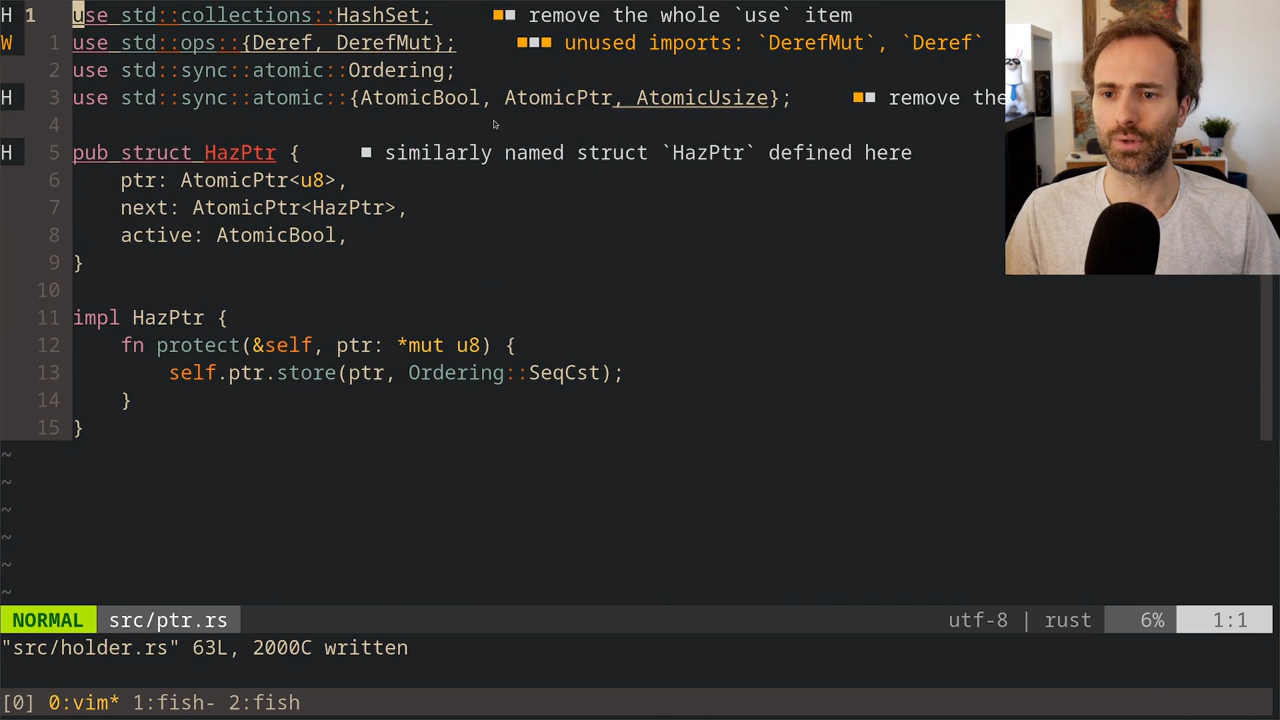 H 1 use std::collections::HashSet; remove the whole `use` item
W 1 use std::ops::{Deref, DerefMut}; unused imports: `DerefMut`, `Deref`
2 use std::sync::atomic::Ordering;
H 3 use std::sync::atomic::{AtomicBool, AtomicPtr, AtomicUsize}; remove the
4
H 5 pub struct HazPtr { similarly named struct `HazPtr` defined here
6 ptr: AtomicPtr<u8>,
7 next: AtomicPtr<HazPtr>,
8 active: AtomicBool,
9 }
10
11 impl HazPtr {
12 fn protect(&self, ptr: *mut u8) {
13 self.ptr.store(ptr, Ordering::SeqCst);
14 }
15 }
~
~
~
~
~
~
NORMAL src/ptr.rs utf-8 | rust 6% 1:1
"src/holder.rs" 63L, 2000C written
[0] 0:vim* 1:fish- 2:fish